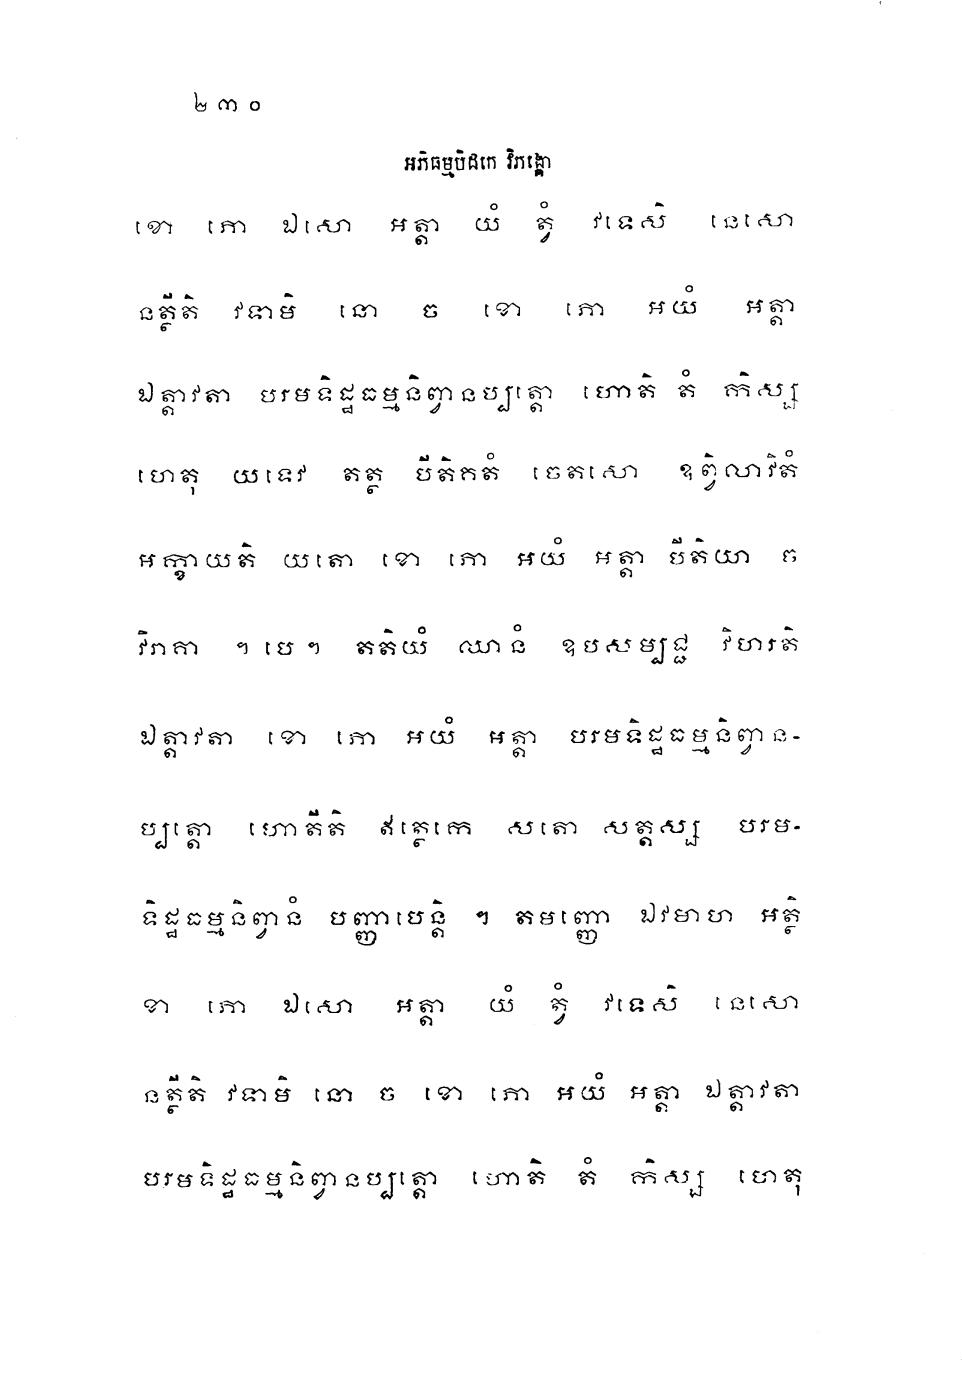 ២៣០
អភិធម្មបិដកេ វិភង្គោ
ខោ ភោ ឯសោ អត្តា យំ ត្វំ វទេសិ នេសោ
នត្ថីតិ វទាមិ នោ ច ខោ ភោ អយំ អត្តា
ឯត្តាវតា បរមទិដ្ឋធម្មនិព្វានប្បត្តោ ហោតិ តំ កិស្ស
ហេតុ យទេវ តត្ថ បីតិកតំ ចេតសោ ឧព្វិលាវិតំ
អក្ខាយតិ យតោ ខោ ភោ អយំ អត្តា បីតិយា ច
វិរាគា ។ បេ ។ តតិយំ ឈានំ ឧបសម្បជ្ជ វិហរតិ
ឯត្តាវតា ខោ ភោ អយំ អត្តា បរមទិដ្ឋធម្មនិព្វាន-
ប្បត្តោ ហោតីតិ ឥត្ថេកេ សតោ សត្តស្ស បរម-
ទិដ្ឋធម្មនិព្វានំ បញ្ញាបេន្តិ ។ តមញ្ញោ ឯវមាហ អត្ថិ
ខា ភោ ឯសោ អត្តា យំ ត្វំ វទេសិ នេសោ
នត្ថីតិ វទាមិ នោ ច ខោ ភោ អយំ អត្តា ឯត្តាវតា
បរមទិដ្ឋធម្មនិព្វានប្បត្តោ ហោតិ តំ កិស្ស ហេតុ